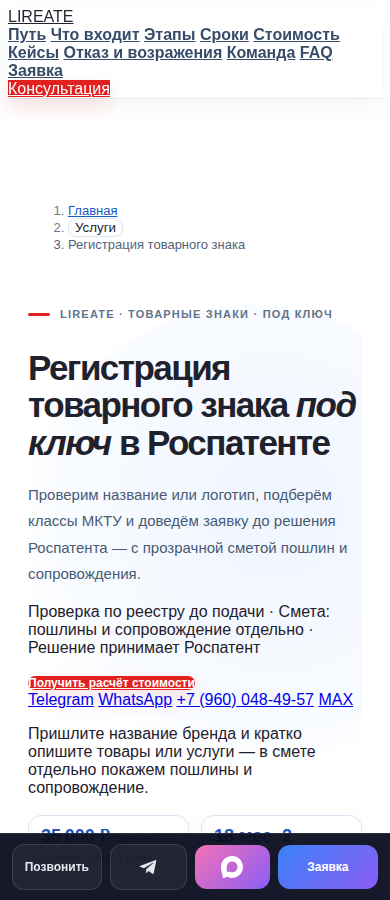 LIREATE
Путь Что входит Этапы Сроки Стоимость
Кейсы Отказ и возражения Команда FAQ
Заявка
Консультация
1. Главная
2. Услуги
3. Регистрация товарного знака
LIREATE · ТОВАРНЫЕ ЗНАКИ · ПОД КЛЮЧ
Регистрация
товарного знака под
ключ в Роспатенте
Проверим название или логотип, подберём
классы МКТУ и доведём заявку до решения
Роспатента — с прозрачной сметой пошлин и
сопровождения.
Проверка по реестру до подачи · Смета:
пошлины и сопровождение отдельно ·
Решение принимает Роспатент
Получить расчёт стоимости
Telegram WhatsApp +7 (960) 048-49-57 MAX
Пришлите название бренда и кратко
опишите товары или услуги — в смете
отдельно покажем пошлины и
сопровождение.
35 000 ₽
Позвонить
Заявка